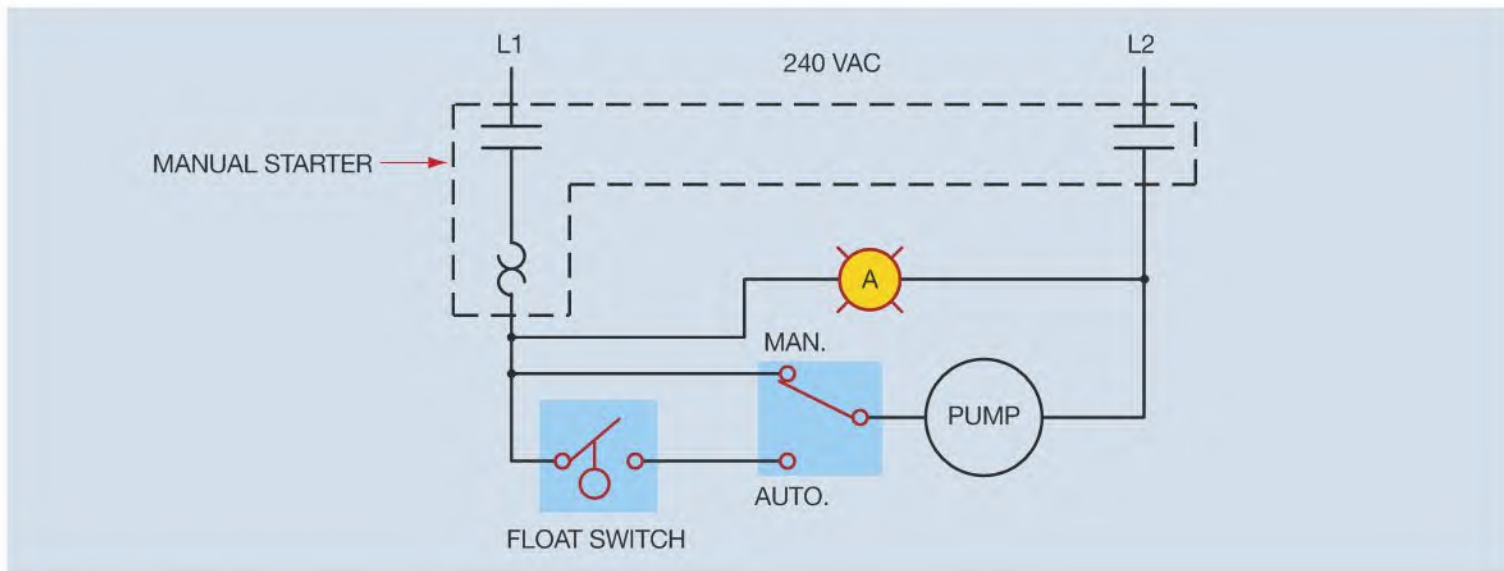 L1
240 VAC
L2
MANUAL STARTER
A
MAN.
PUMP
AUTO.
FLOAT SWITCH